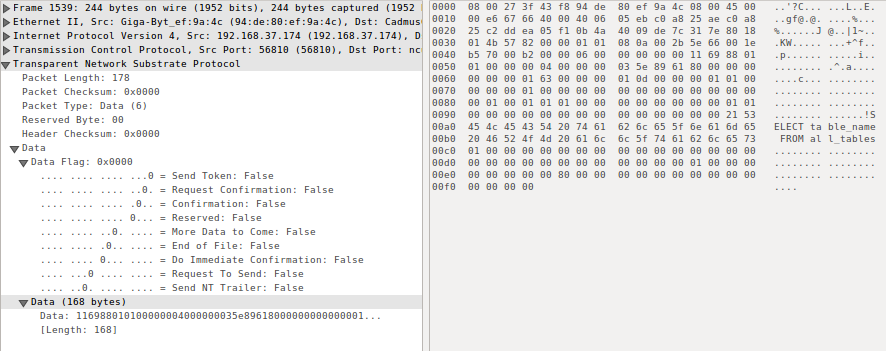 Frame 1539: 244 bytes on wire (1952 bits), 244 bytes captured (1952
Ethernet II, Src: Giga-Byt_ef:9a:4c (94:de:80:ef:9a:4c), Dst: Cadmus
Internet Protocol Version 4, Src: 192.168.37.174 (192.168.37.174), D
Transmission Control Protocol, Src Port: 56810 (56810), Dst Port: nc
Transparent Network Substrate Protocol
Packet Length: 178
Packet Checksum: 0x0000
Packet Type: Data (6)
Reserved Byte: 00
Header Checksum: 0x0000
Data
Data Flag: 0x0000
.... .... .... ...0 = Send Token: False
.... .... .... ..0. = Request Confirmation: False
.... .... .... .0.. = Confirmation: False
.... .... .... 0... = Reserved: False
.... .... ..0. .... = More Data to Come: False
.... .... .0.. .... = End of File: False
.... .... 0... .... = Do Immediate Confirmation: False
.... ...0 .... .... = Request To Send: False
.... ..0. .... .... = Send NT Trailer: False
Data (168 bytes)
Data: 11698801010000000004000000035e8961800000000000001...
[Length: 168]
0000 08 00 27 3f 43 f8 94 de 80 ef 9a 4c 08 00 45 00 ..'?C... ...L..E.
0010 00 e6 67 66 40 00 40 06 05 eb c0 a8 25 ae c0 a8 ..gf@.@. ....%...
0020 25 c2 dd ea 05 f1 0b 4a 40 09 de 7c 31 7e 80 18 %......J @..|1~..
0030 01 4b 57 82 00 00 01 01 08 0a 00 2b 5e 66 00 1e .KW..... ...+^f..
0040 b5 70 00 b2 00 00 06 00 00 00 00 00 11 69 88 01 .p...... .....i..
0050 01 00 00 00 04 00 00 00 03 5e 89 61 80 00 00 00 ........ .^.a....
0060 00 00 00 01 63 00 00 00 01 0d 00 00 00 01 01 00 ....c... ........
0070 00 00 00 01 00 00 00 00 00 00 00 00 00 00 00 00 ........ ........
0080 01 00 01 01 01 00 00 00 00 00 00 00 00 00 01 01 ........ ........
0090 00 00 00 00 00 00 00 00 00 00 00 00 00 00 21 53 ........ ......!S
00a0 45 4c 45 43 54 20 74 61 62 6c 65 5f 6e 61 6d 65 ELECT ta ble_name
00b0 20 46 52 4f 4d 20 61 6c 6c 5f 74 61 62 6c 65 73 FROM al l_tables
00c0 01 00 00 00 00 00 00 00 00 00 00 00 00 00 00 00 ........ ........
00d0 00 00 00 00 00 00 00 00 00 00 00 00 01 00 00 00 ........ ........
00e0 00 00 00 00 00 80 00 00 00 00 00 00 00 00 00 00 ........ ........
00f0 00 00 00 00 ....